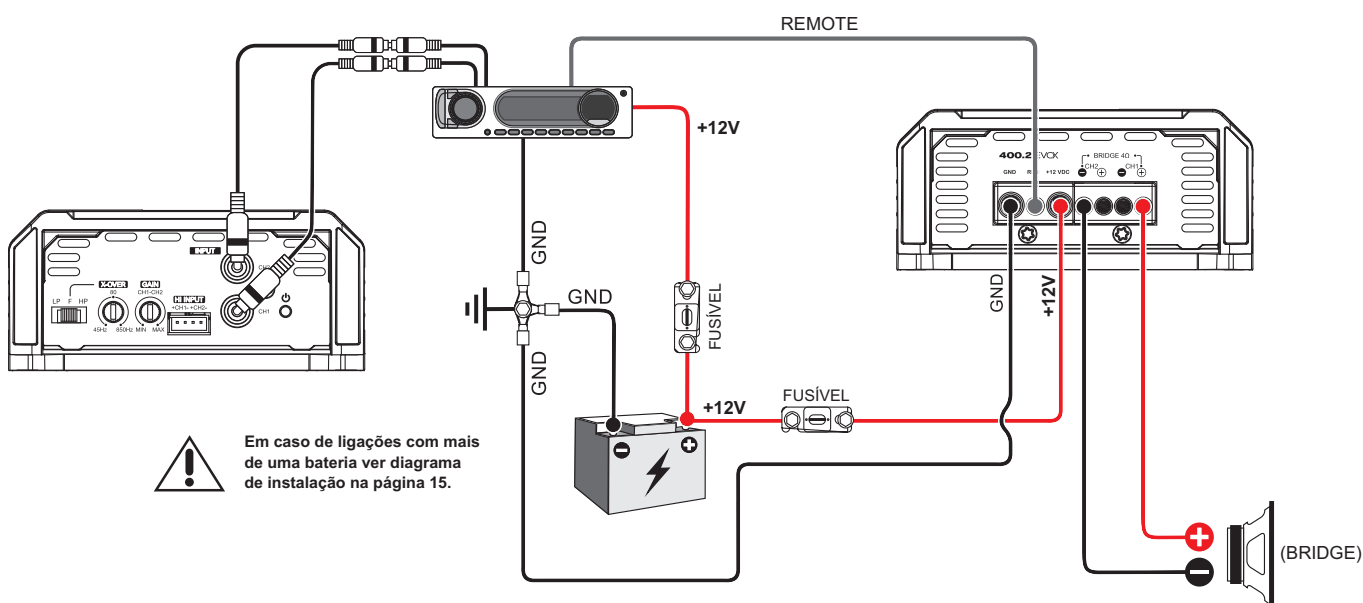 REMOTE
+12V
400.2 EVOX
BRIDGE 4Ω
CH2
CH1
GND
+12 VDC
GND
FUSÍVEL
GND
+12V
INPUT
X-OVER
80
45Hz
850Hz
LP F HP
GAIN
CH1-CH2
MIN MAX
HI INPUT
+CH1- +CH2-
CH1
GND
GND
+12V
FUSÍVEL
Em caso de ligações com mais
de uma bateria ver diagrama
de instalação na página 15.
(BRIDGE)